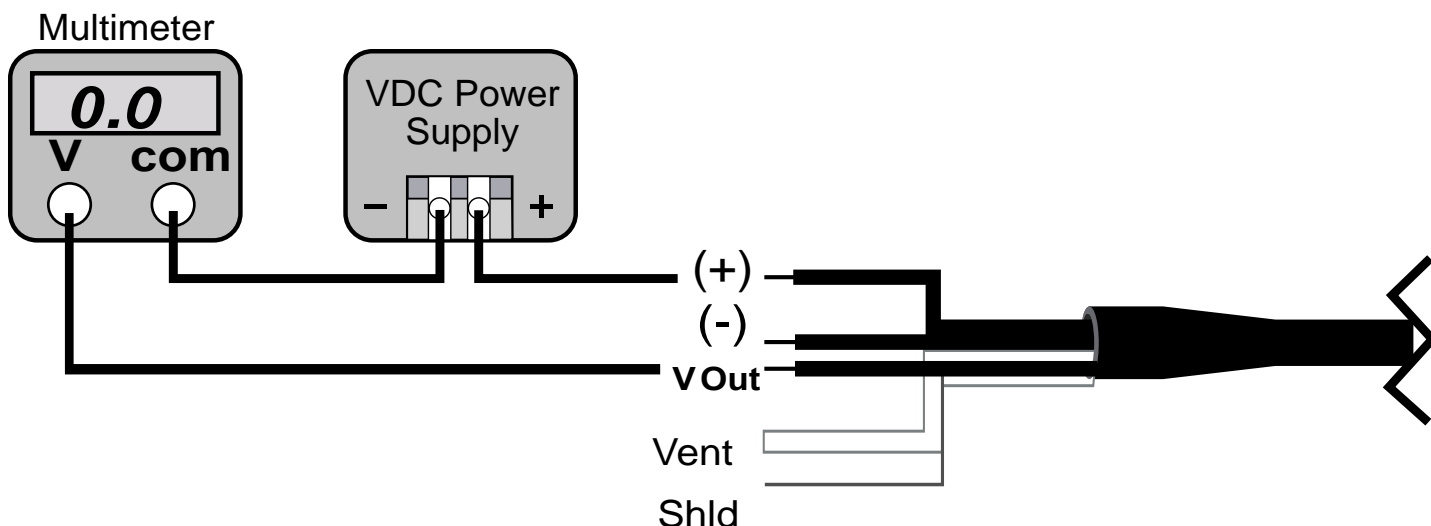 Multimeter
0.0
V com
VDC Power
Supply
− +
(+)
(-)
V Out
Vent
Shld